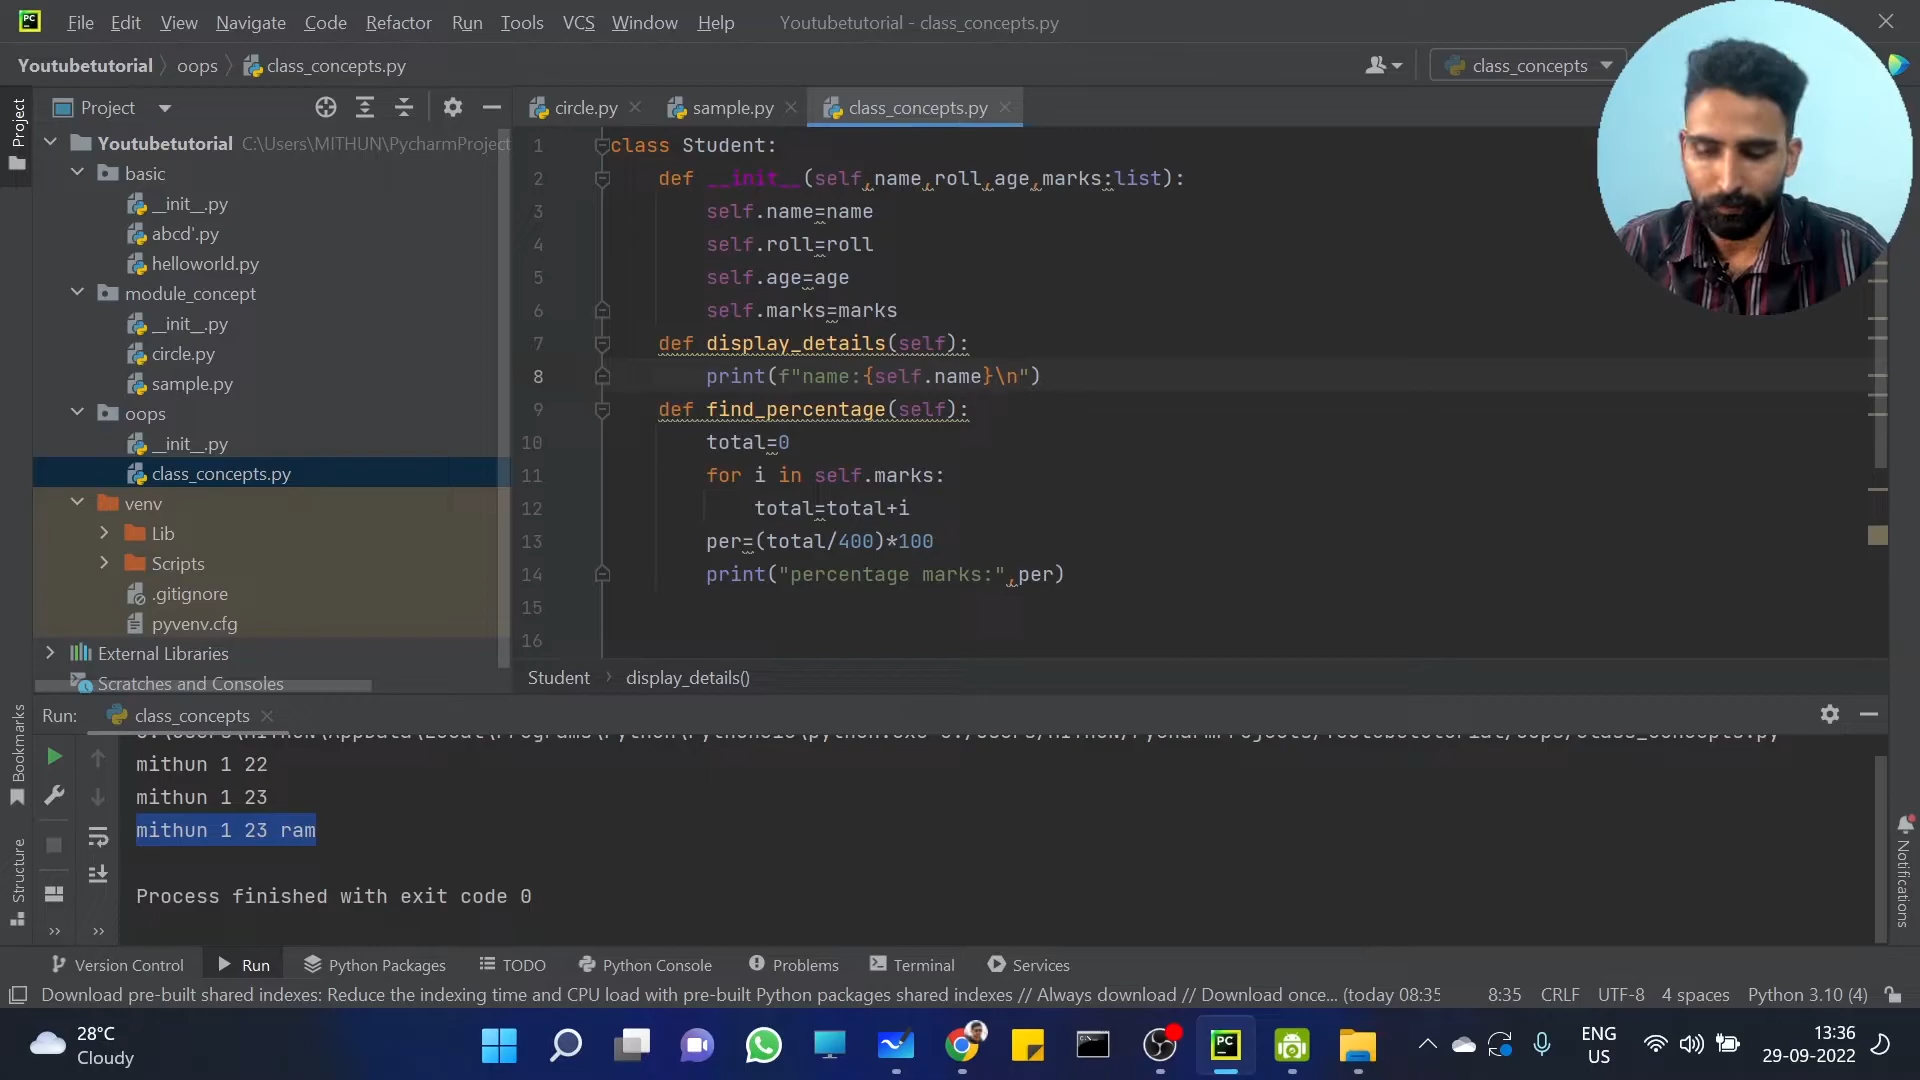 PC File Edit View Navigate Code Refactor Run Tools VCS Window Help Youtubetutorial - class_concepts.py
Youtubetutorial oops class_concepts.py class_concepts
Project
Project circle.py sample.py class_concepts.py
Youtubetutorial C:\Users\MITHUN\PycharmProject
basic
__init__.py
abcd'.py
helloworld.py
module_concept
__init__.py
circle.py
sample.py
oops
__init__.py
class_concepts.py
venv
Lib
Scripts
.gitignore
pyvenv.cfg
External Libraries
Scratches and Consoles
1 class Student:
2 def __init__(self,name,roll,age,marks:list):
3 self.name=name
4 self.roll=roll
5 self.age=age
6 self.marks=marks
7 def display_details(self):
8 print(f"name:{self.name}\n")
9 def find_percentage(self):
10 total=0
11 for i in self.marks:
12 total=total+i
13 per=(total/400)*100
14 print("percentage marks:",per)
15
16
Student display_details()
Bookmarks
Structure
Notifications
Run: class_concepts
mithun 1 22
mithun 1 23
mithun 1 23 ram
Process finished with exit code 0
Version Control Run Python Packages TODO Python Console Problems Terminal Services
Download pre-built shared indexes: Reduce the indexing time and CPU load with pre-built Python packages shared indexes // Always download // Download once... (today 08:35 8:35 CRLF UTF-8 4 spaces Python 3.10 (4)
28°C
Cloudy
PC
ENG
US
13:36
29-09-2022